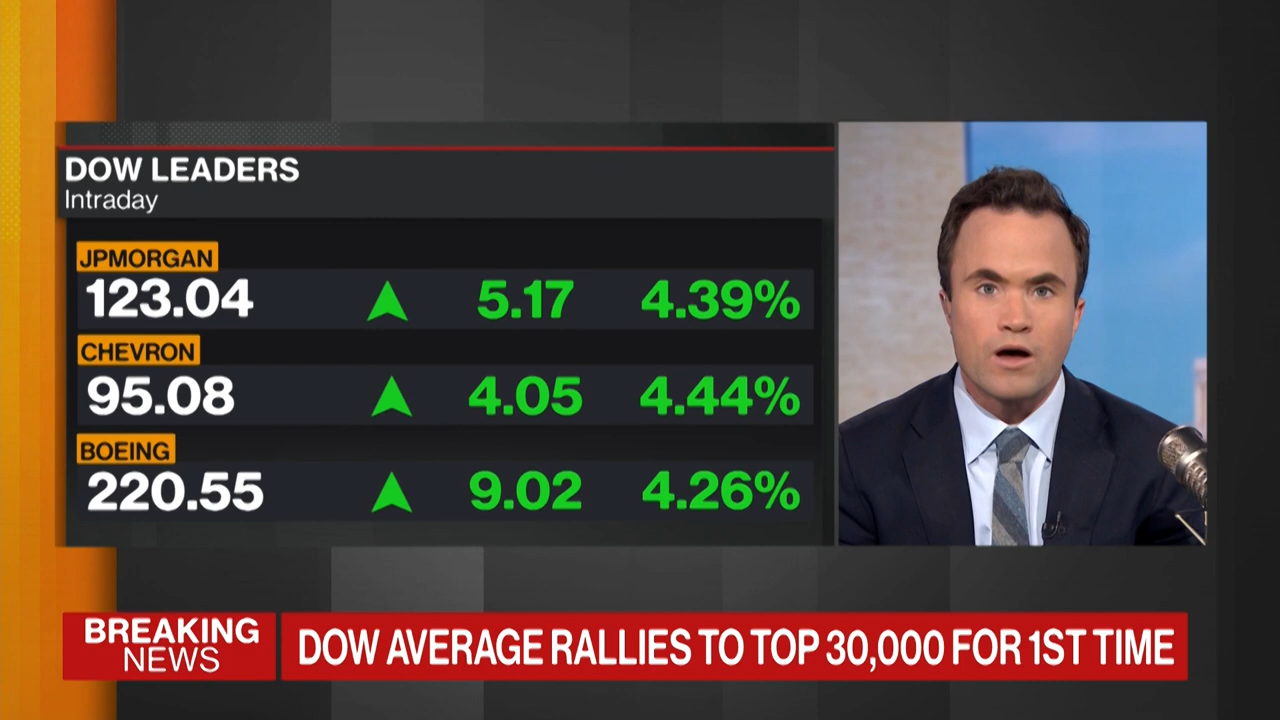 DOW LEADERS
Intraday
JPMORGAN
123.04 ▲ 5.17 4.39%
CHEVRON
95.08 ▲ 4.05 4.44%
BOEING
220.55 ▲ 9.02 4.26%
BREAKING
NEWS
DOW AVERAGE RALLIES TO TOP 30,000 FOR 1ST TIME